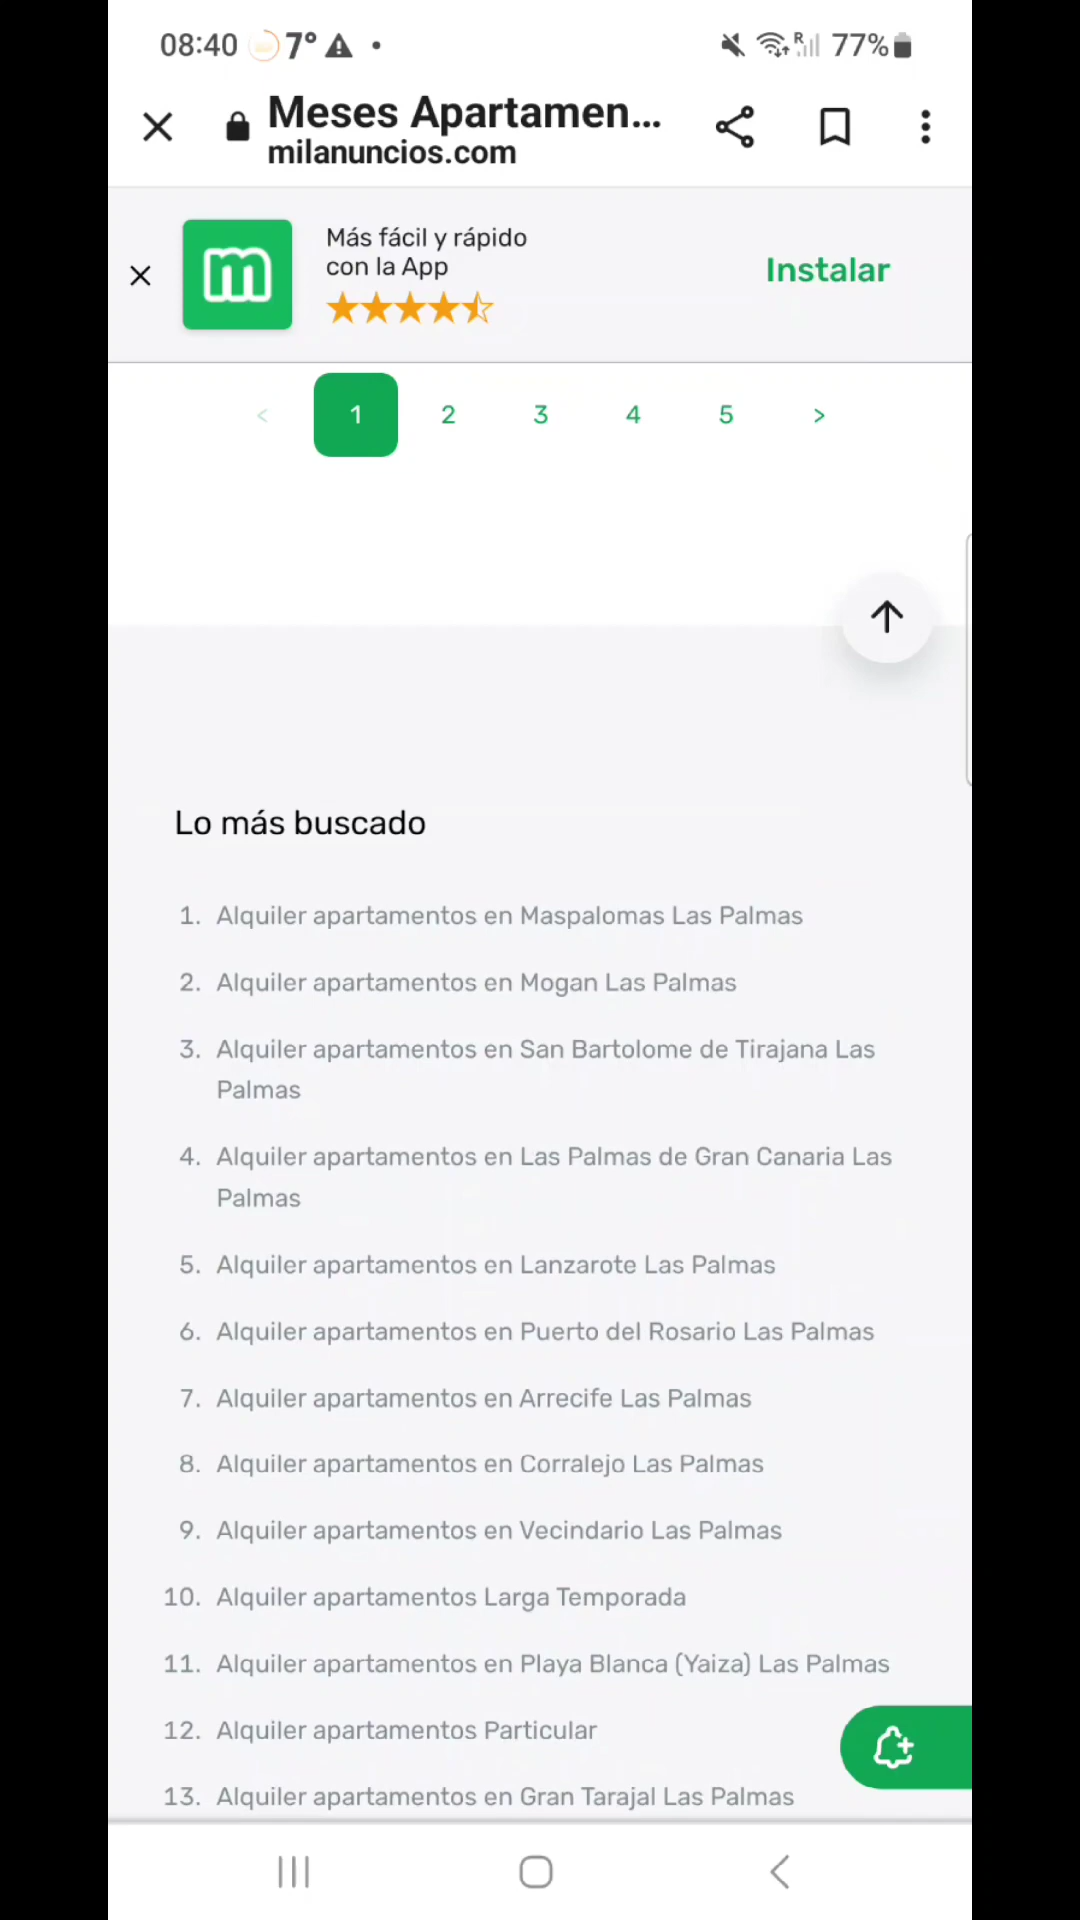 08:40 7° 77%
Meses Apartamen...
milanuncios.com
m
Más fácil y rápido
con la App
Instalar
< 1 2 3 4 5 >
Lo más buscado
1. Alquiler apartamentos en Maspalomas Las Palmas
2. Alquiler apartamentos en Mogan Las Palmas
3. Alquiler apartamentos en San Bartolome de Tirajana Las
Palmas
4. Alquiler apartamentos en Las Palmas de Gran Canaria Las
Palmas
5. Alquiler apartamentos en Lanzarote Las Palmas
6. Alquiler apartamentos en Puerto del Rosario Las Palmas
7. Alquiler apartamentos en Arrecife Las Palmas
8. Alquiler apartamentos en Corralejo Las Palmas
9. Alquiler apartamentos en Vecindario Las Palmas
10. Alquiler apartamentos Larga Temporada
11. Alquiler apartamentos en Playa Blanca (Yaiza) Las Palmas
12. Alquiler apartamentos Particular
13. Alquiler apartamentos en Gran Tarajal Las Palmas